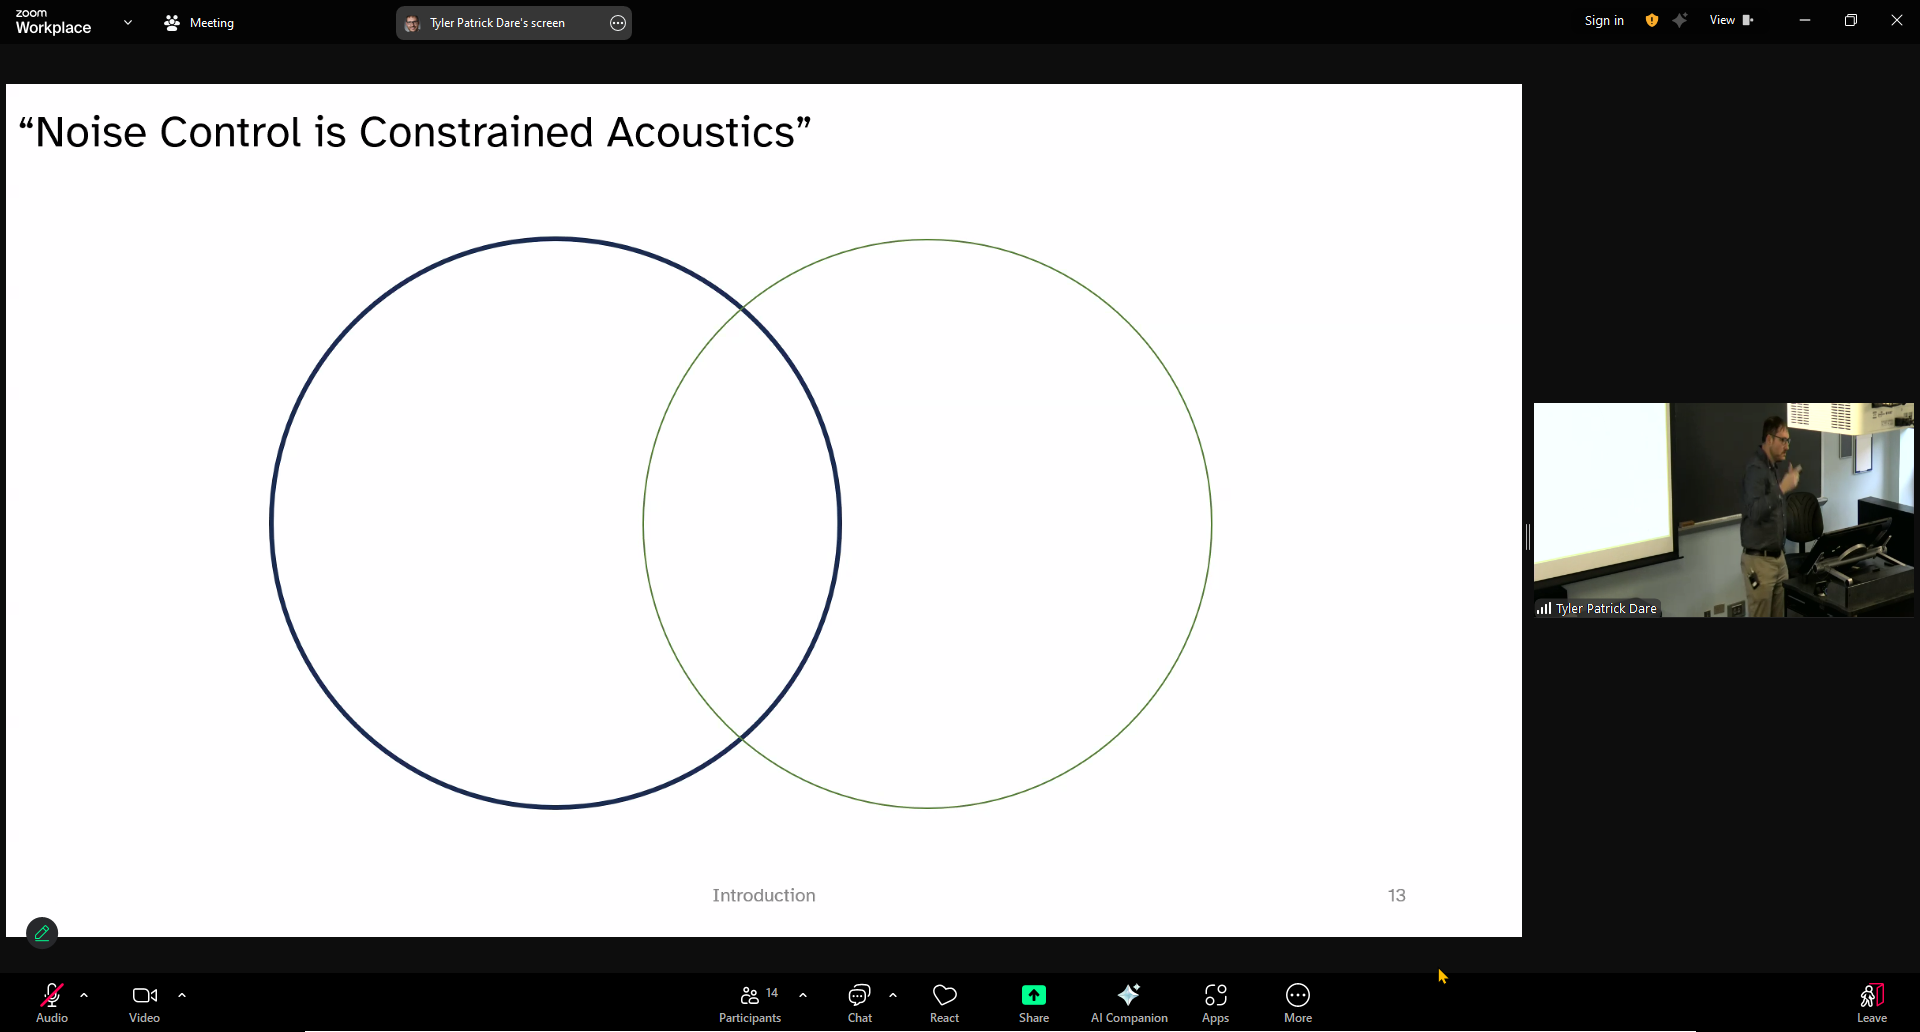 zoom
Workplace
Meeting
Tyler Patrick Dare's screen
Sign in
View
“Noise Control is Constrained Acoustics”
Tyler Patrick Dare
Introduction
13
Audio
Video
14
Participants
Chat
React
Share
AI Companion
Apps
More
Leave